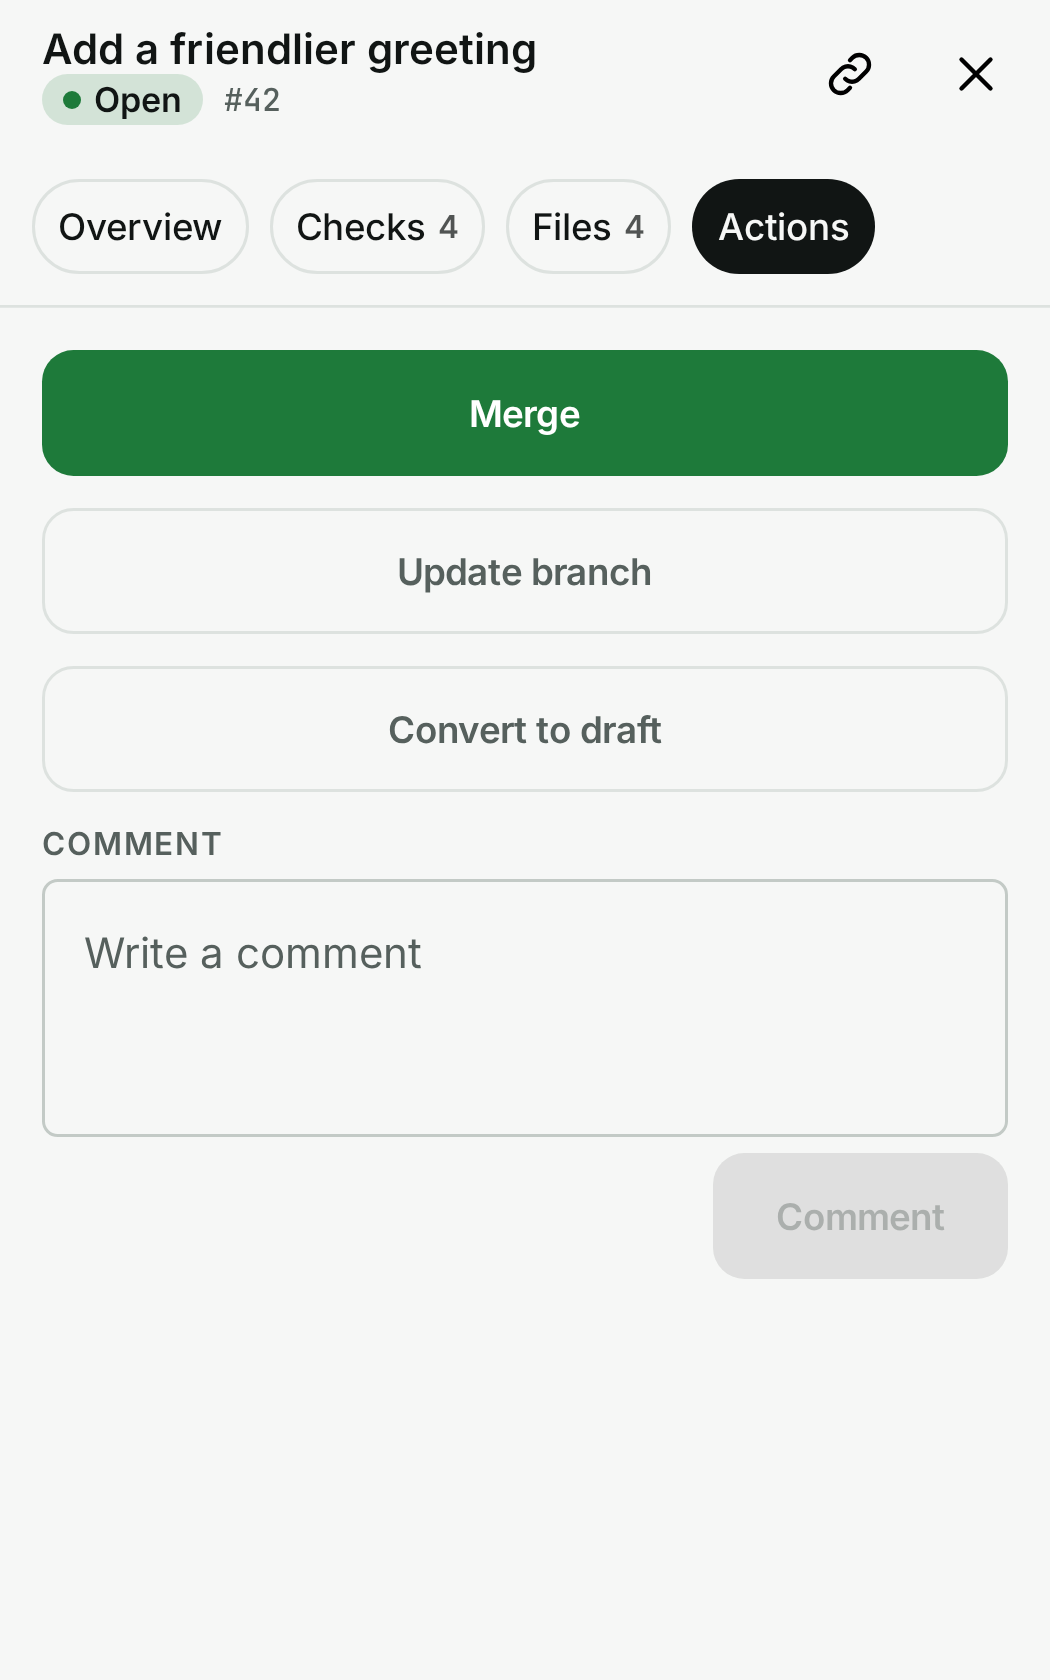 Add a friendlier greeting
Open #42
Overview Checks 4 Files 4 Actions
Merge
Update branch
Convert to draft
COMMENT
Write a comment
Comment